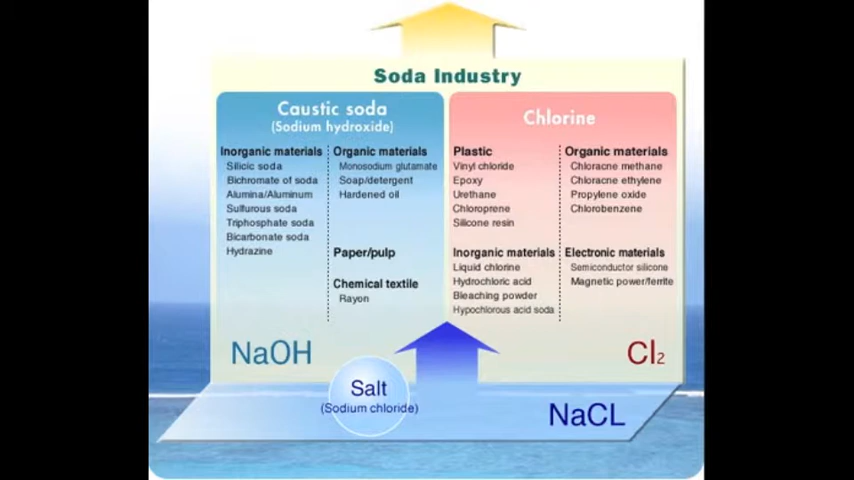 Soda Industry
Caustic soda
(Sodium hydroxide)
Inorganic materials
Silicic soda
Bichromate of soda
Alumina/Aluminum
Sulfurous soda
Triphosphate soda
Bicarbonate soda
Hydrazine
Organic materials
Monosodium glutamate
Soap/detergent
Hardened oil
Paper/pulp
Chemical textile
Rayon
NaOH
Chlorine
Plastic
Vinyl chloride
Epoxy
Urethane
Chloroprene
Silicone resin
Inorganic materials
Liquid chlorine
Hydrochloric acid
Bleaching powder
Hypochlorous acid soda
Organic materials
Chloracne methane
Chloracne ethylene
Propylene oxide
Chlorobenzene
Electronic materials
Semiconductor silicone
Magnetic power/ferrite
Cl2
Salt
(Sodium chloride)
NaCL